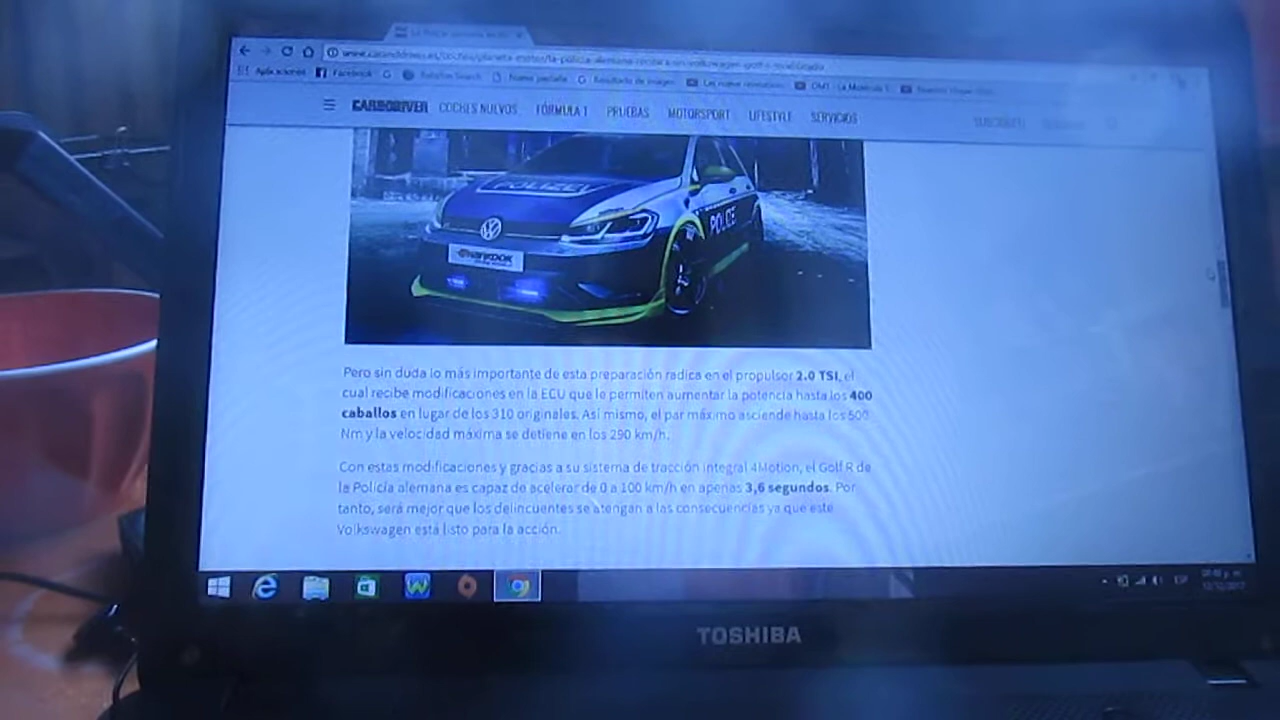 Aplicaciones Facebook G
CARANDDRIVER COCHES NUEVOS FÓRMULA 1 PRUEBAS MOTORSPORT LIFESTYLE SERVICIOS
POLIZEI
POLICE
HANKOOK
Pero sin duda lo más importante de esta preparación radica en el propulsor 2.0 TSI, el
cual recibe modificaciones en la ECU que le permiten aumentar la potencia hasta los 400
caballos en lugar de los 310 originales. Así mismo, el par máximo asciende hasta los 500
Nm y la velocidad máxima se detiene en los 290 km/h.
Con estas modificaciones y gracias a su sistema de tracción integral 4Motion, el Golf R de
la Policía alemana es capaz de acelerar de 0 a 100 km/h en apenas 3,6 segundos. Por
tanto, será mejor que los delincuentes se atengan a las consecuencias ya que este
Volkswagen está listo para la acción.
ESP
TOSHIBA